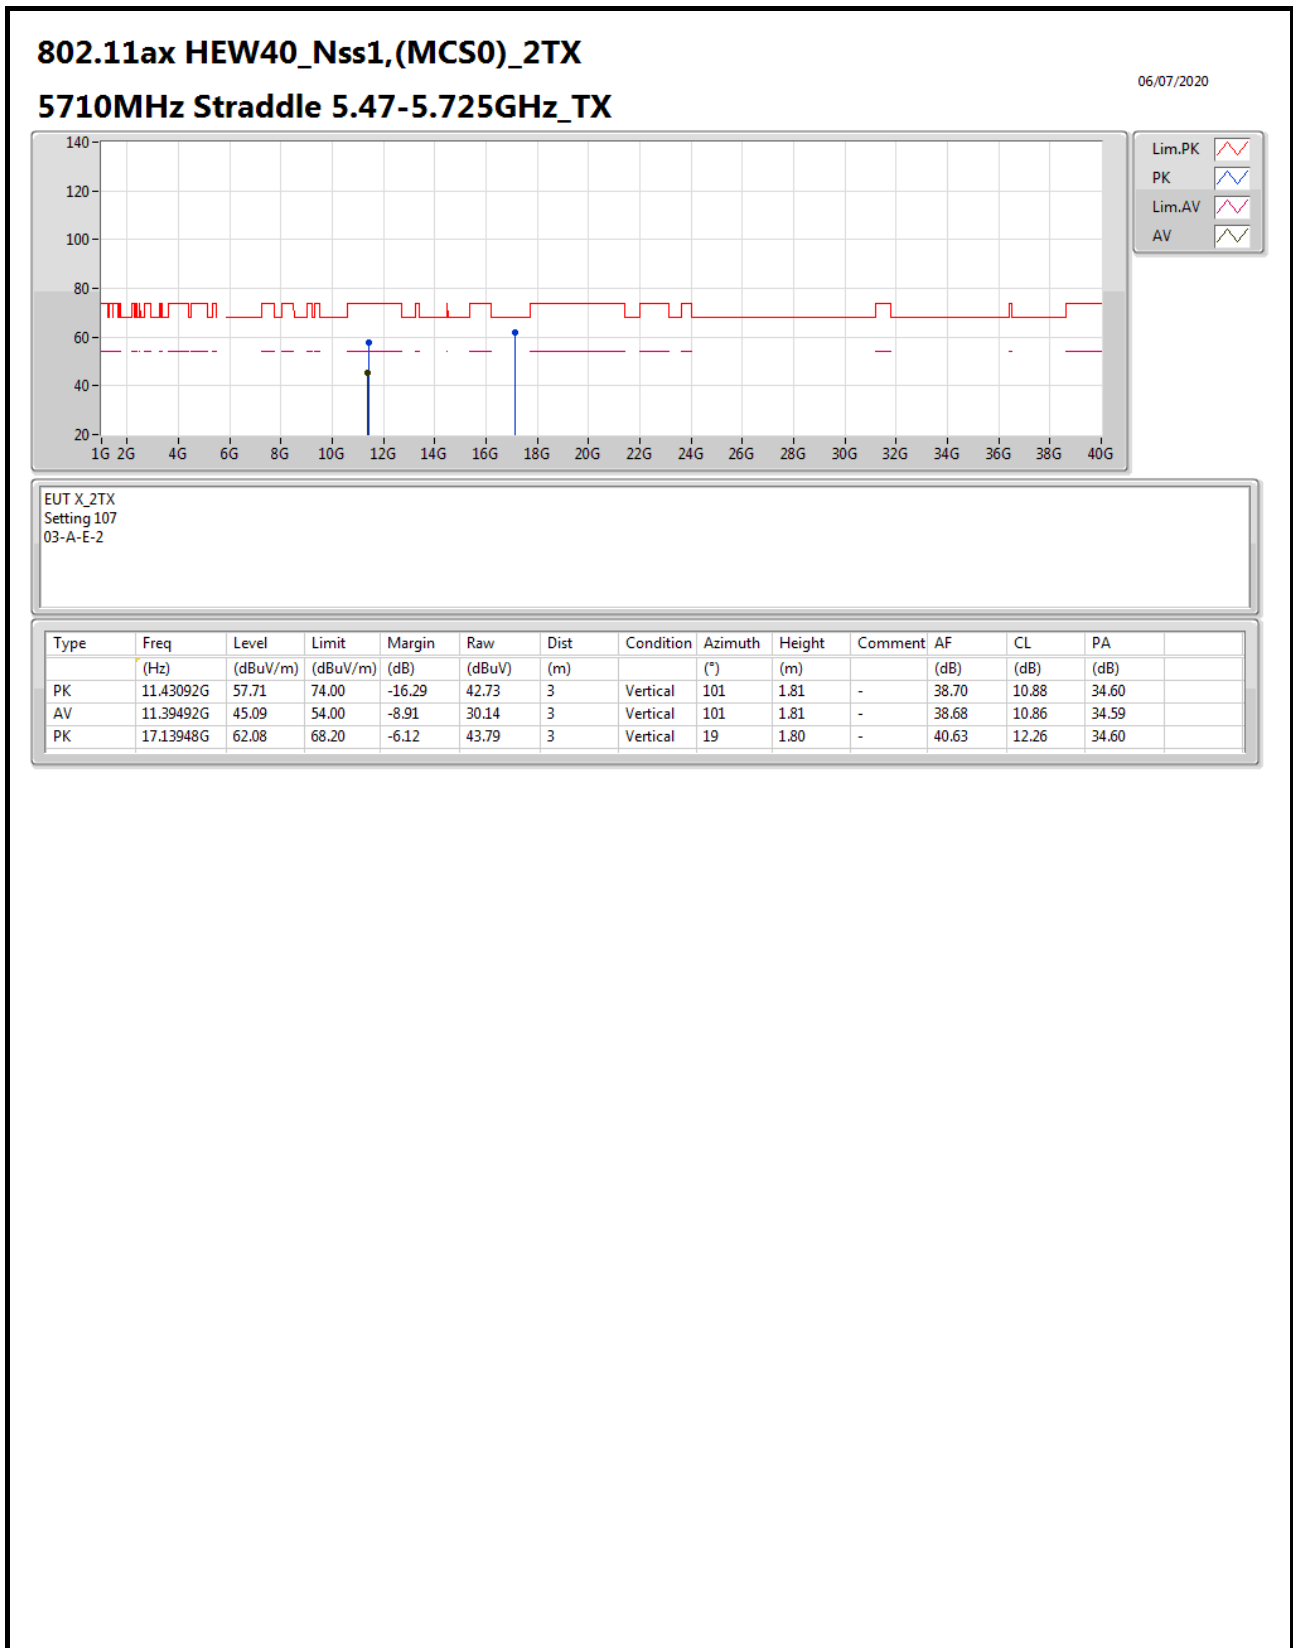 802.11ax HEW40_Nss1,(MCS0)_2TX
06/07/2020
5710MHz Straddle 5.47-5.725GHz_TX
140
120
100
80
60
40
20
1G 2G 4G 6G 8G 10G 12G 14G 16G 18G 20G 22G 24G 26G 28G 30G 32G 34G 36G 38G 40G
Lim.PK
PK
Lim.AV
AV
EUT X_2TX
Setting 107
03-A-E-2
Type Freq Level Limit Margin Raw Dist Condition Azimuth Height Comment AF CL PA
(Hz) (dBuV/m) (dBuV/m) (dB) (dBuV) (m) (°) (m) (dB) (dB) (dB)
PK 11.43092G 57.71 74.00 -16.29 42.73 3 Vertical 101 1.81 - 38.70 10.88 34.60
AV 11.39492G 45.09 54.00 -8.91 30.14 3 Vertical 101 1.81 - 38.68 10.86 34.59
PK 17.13948G 62.08 68.20 -6.12 43.79 3 Vertical 19 1.80 - 40.63 12.26 34.60